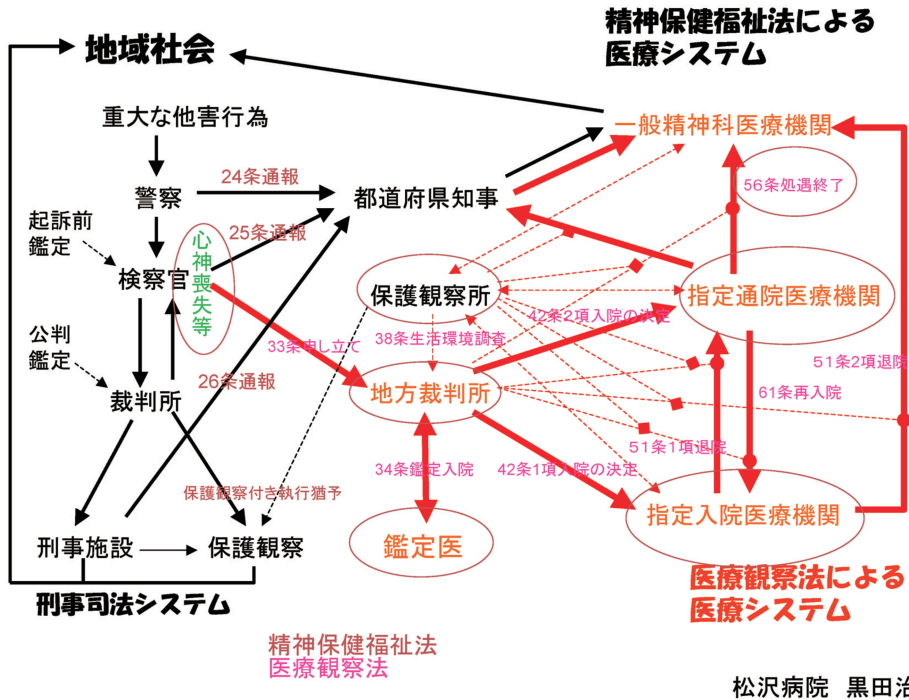 精神保健福祉法による
医療システム
地域社会
重大な他害行為
一般精神科医療機関
24条通報
56条処遇終了
警察
都道府県知事
起訴前
鑑定
25条通報
心神喪失等
検察官
保護観察所
指定通院医療機関
42条2項入院の決定
公判
鑑定
33条申し立て
38条生活環境調査
51条2項退院
26条通報
61条再入院
裁判所
地方裁判所
51条1項退院
34条鑑定入院
42条1項入院の決定
保護観察付き執行猶予
指定入院医療機関
刑事施設
保護観察
鑑定医
医療観察法による
医療システム
刑事司法システム
精神保健福祉法
医療観察法
松沢病院 黒田治